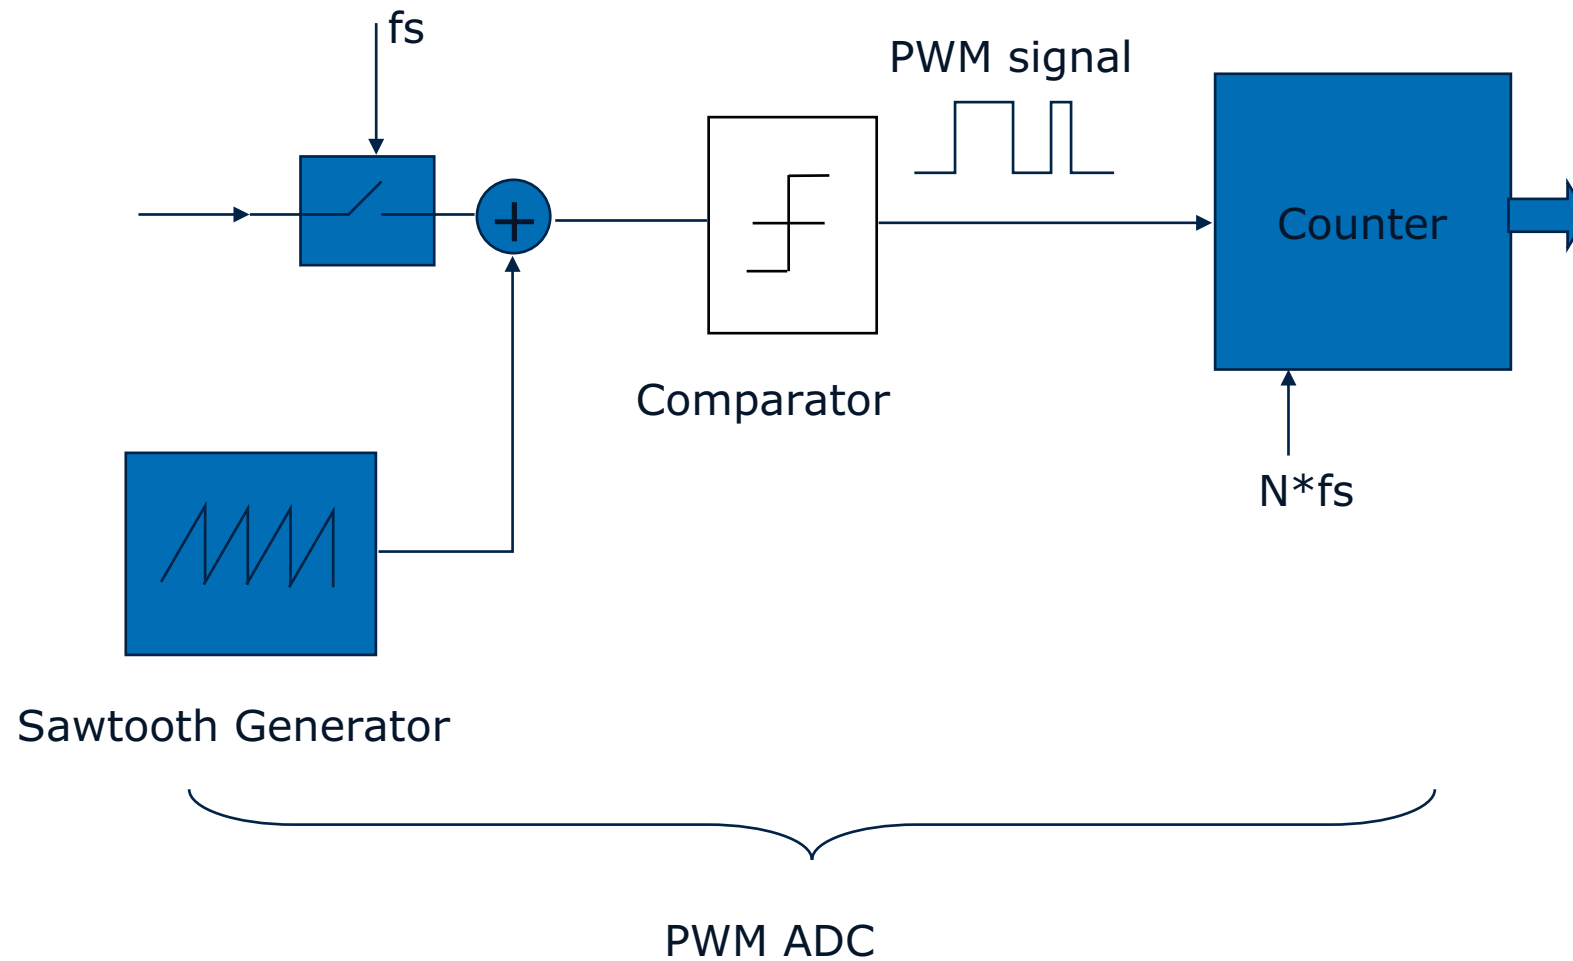 fs
PWM signal
+
Counter
Comparator
N*fs
Sawtooth Generator
PWM ADC